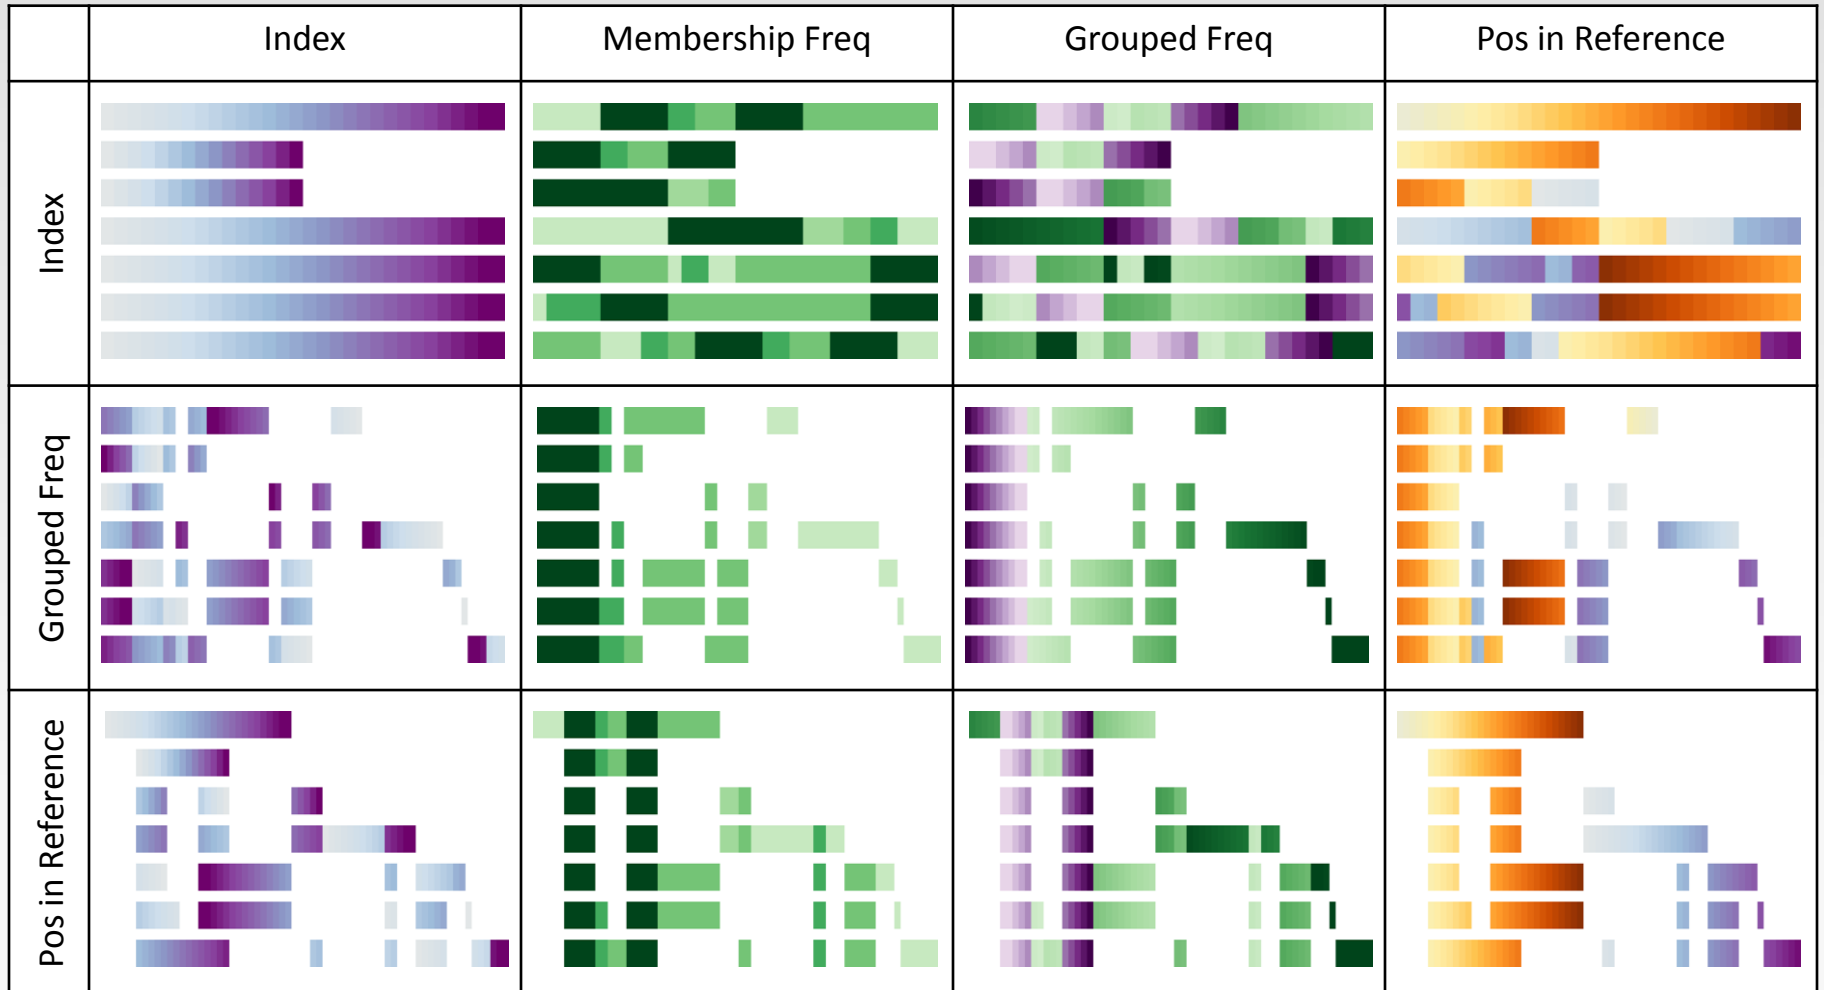 Index
Membership Freq
Grouped Freq
Pos in Reference
Index
Grouped Freq
Pos in Reference